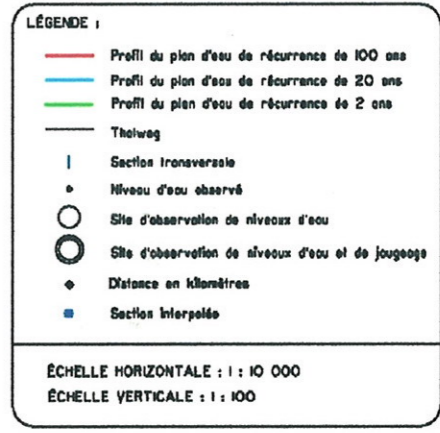 LÉGENDE :
Profil du plan d'eau de récurrence de 100 ans
Profil du plan d'eau de récurrence de 20 ans
Profil du plan d'eau de récurrence de 2 ans
Thalweg
Section transversale
Niveau d'eau observé
Site d'observation de niveaux d'eau
Site d'observation de niveaux d'eau et de jaugeage
Distance en kilomètres
Section interpolée
ÉCHELLE HORIZONTALE : 1 : 10 000
ÉCHELLE VERTICALE : 1 : 100